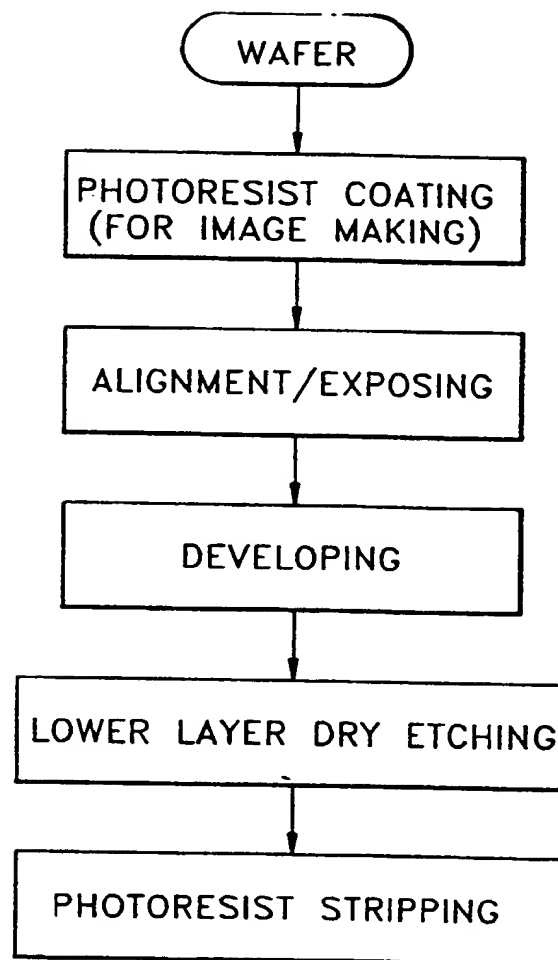 WAFER
PHOTORESIST COATING
(FOR IMAGE MAKING)
ALIGNMENT/EXPOSING
DEVELOPING
LOWER LAYER DRY ETCHING
PHOTORESIST STRIPPING